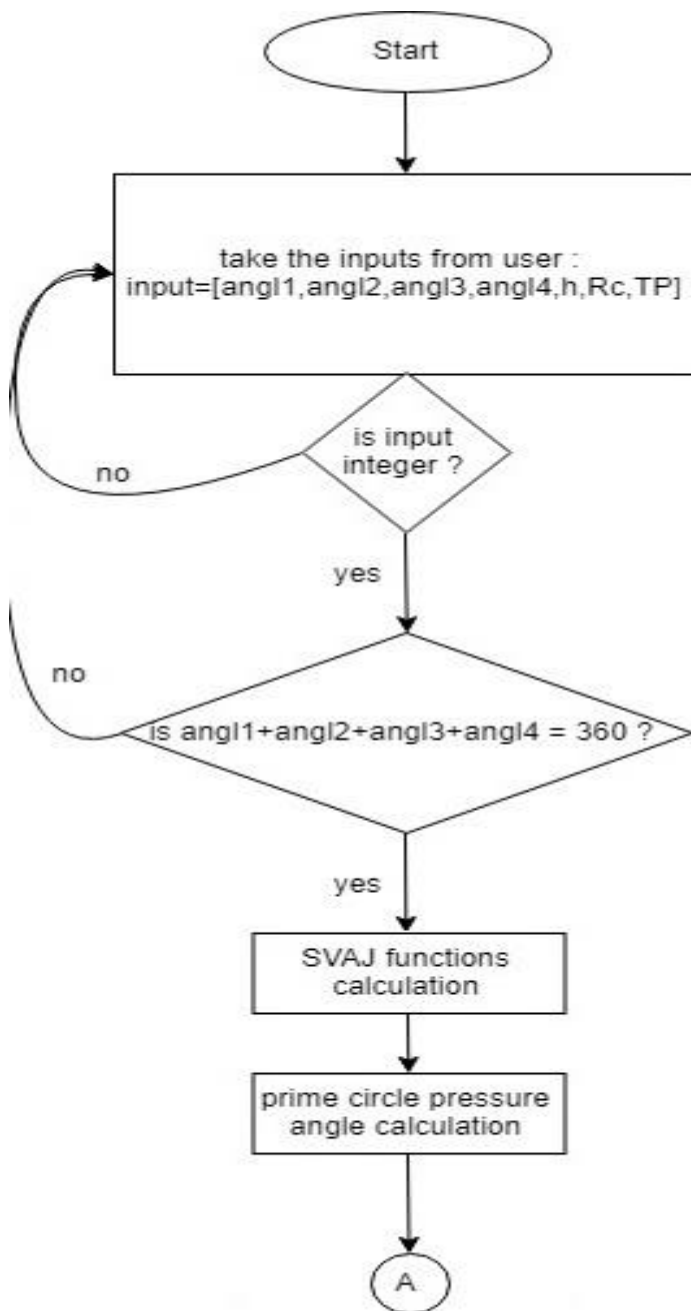 Start
take the inputs from user :
input=[angl1,angl2,angl3,angl4,h,Rc,TP]
is input
integer ?
no
yes
no
is angl1+angl2+angl3+angl4 = 360 ?
yes
SVAJ functions
calculation
prime circle pressure
angle calculation
A